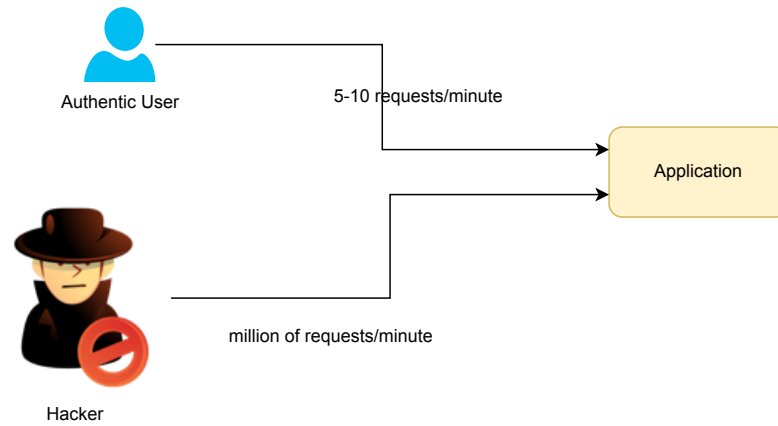 Authentic User
5-10 requests/minute
Application
million of requests/minute
Hacker